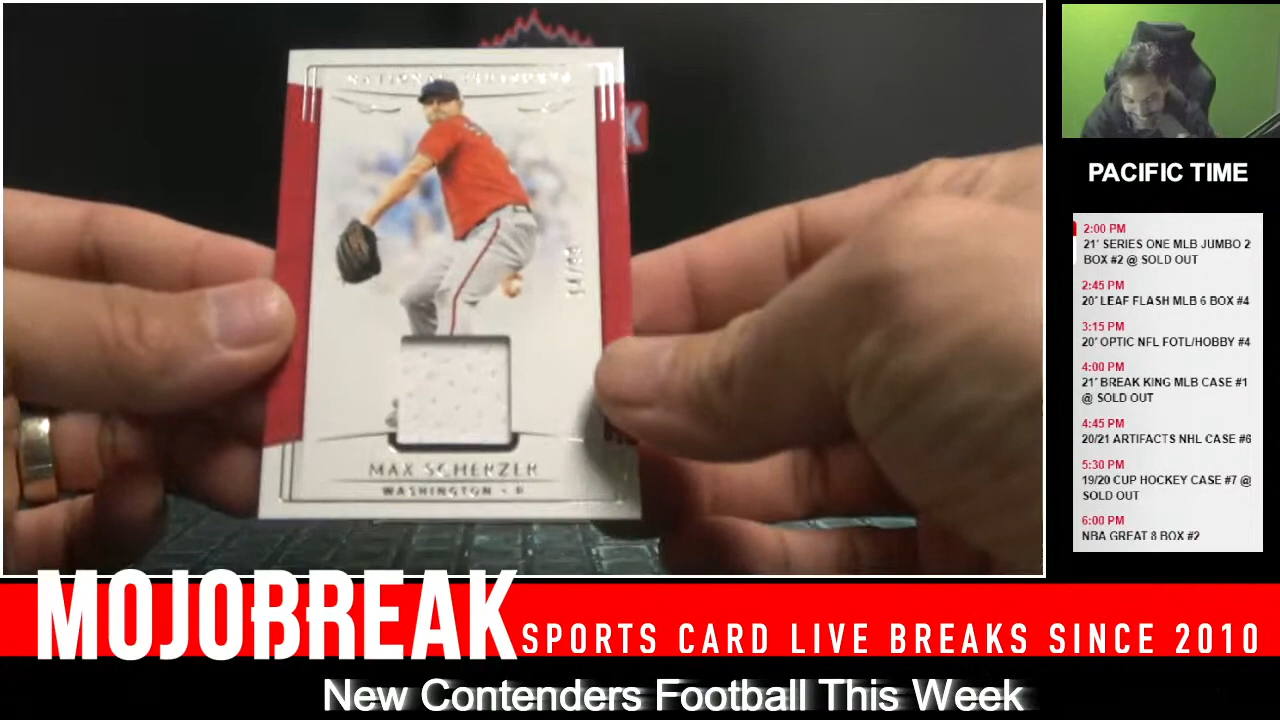 NATIONAL TREASURES
MAX SCHERZER
WASHINGTON - P
PACIFIC TIME
2:00 PM
21' SERIES ONE MLB JUMBO 2
BOX #2 @ SOLD OUT
2:45 PM
20' LEAF FLASH MLB 6 BOX #4
3:15 PM
20' OPTIC NFL FOTL/HOBBY #4
4:00 PM
21' BREAK KING MLB CASE #1
@ SOLD OUT
4:45 PM
20/21 ARTIFACTS NHL CASE #6
5:30 PM
19/20 CUP HOCKEY CASE #7 @
SOLD OUT
6:00 PM
NBA GREAT 8 BOX #2
MOJOBREAK
SPORTS CARD LIVE BREAKS SINCE 2010
New Contenders Football This Week